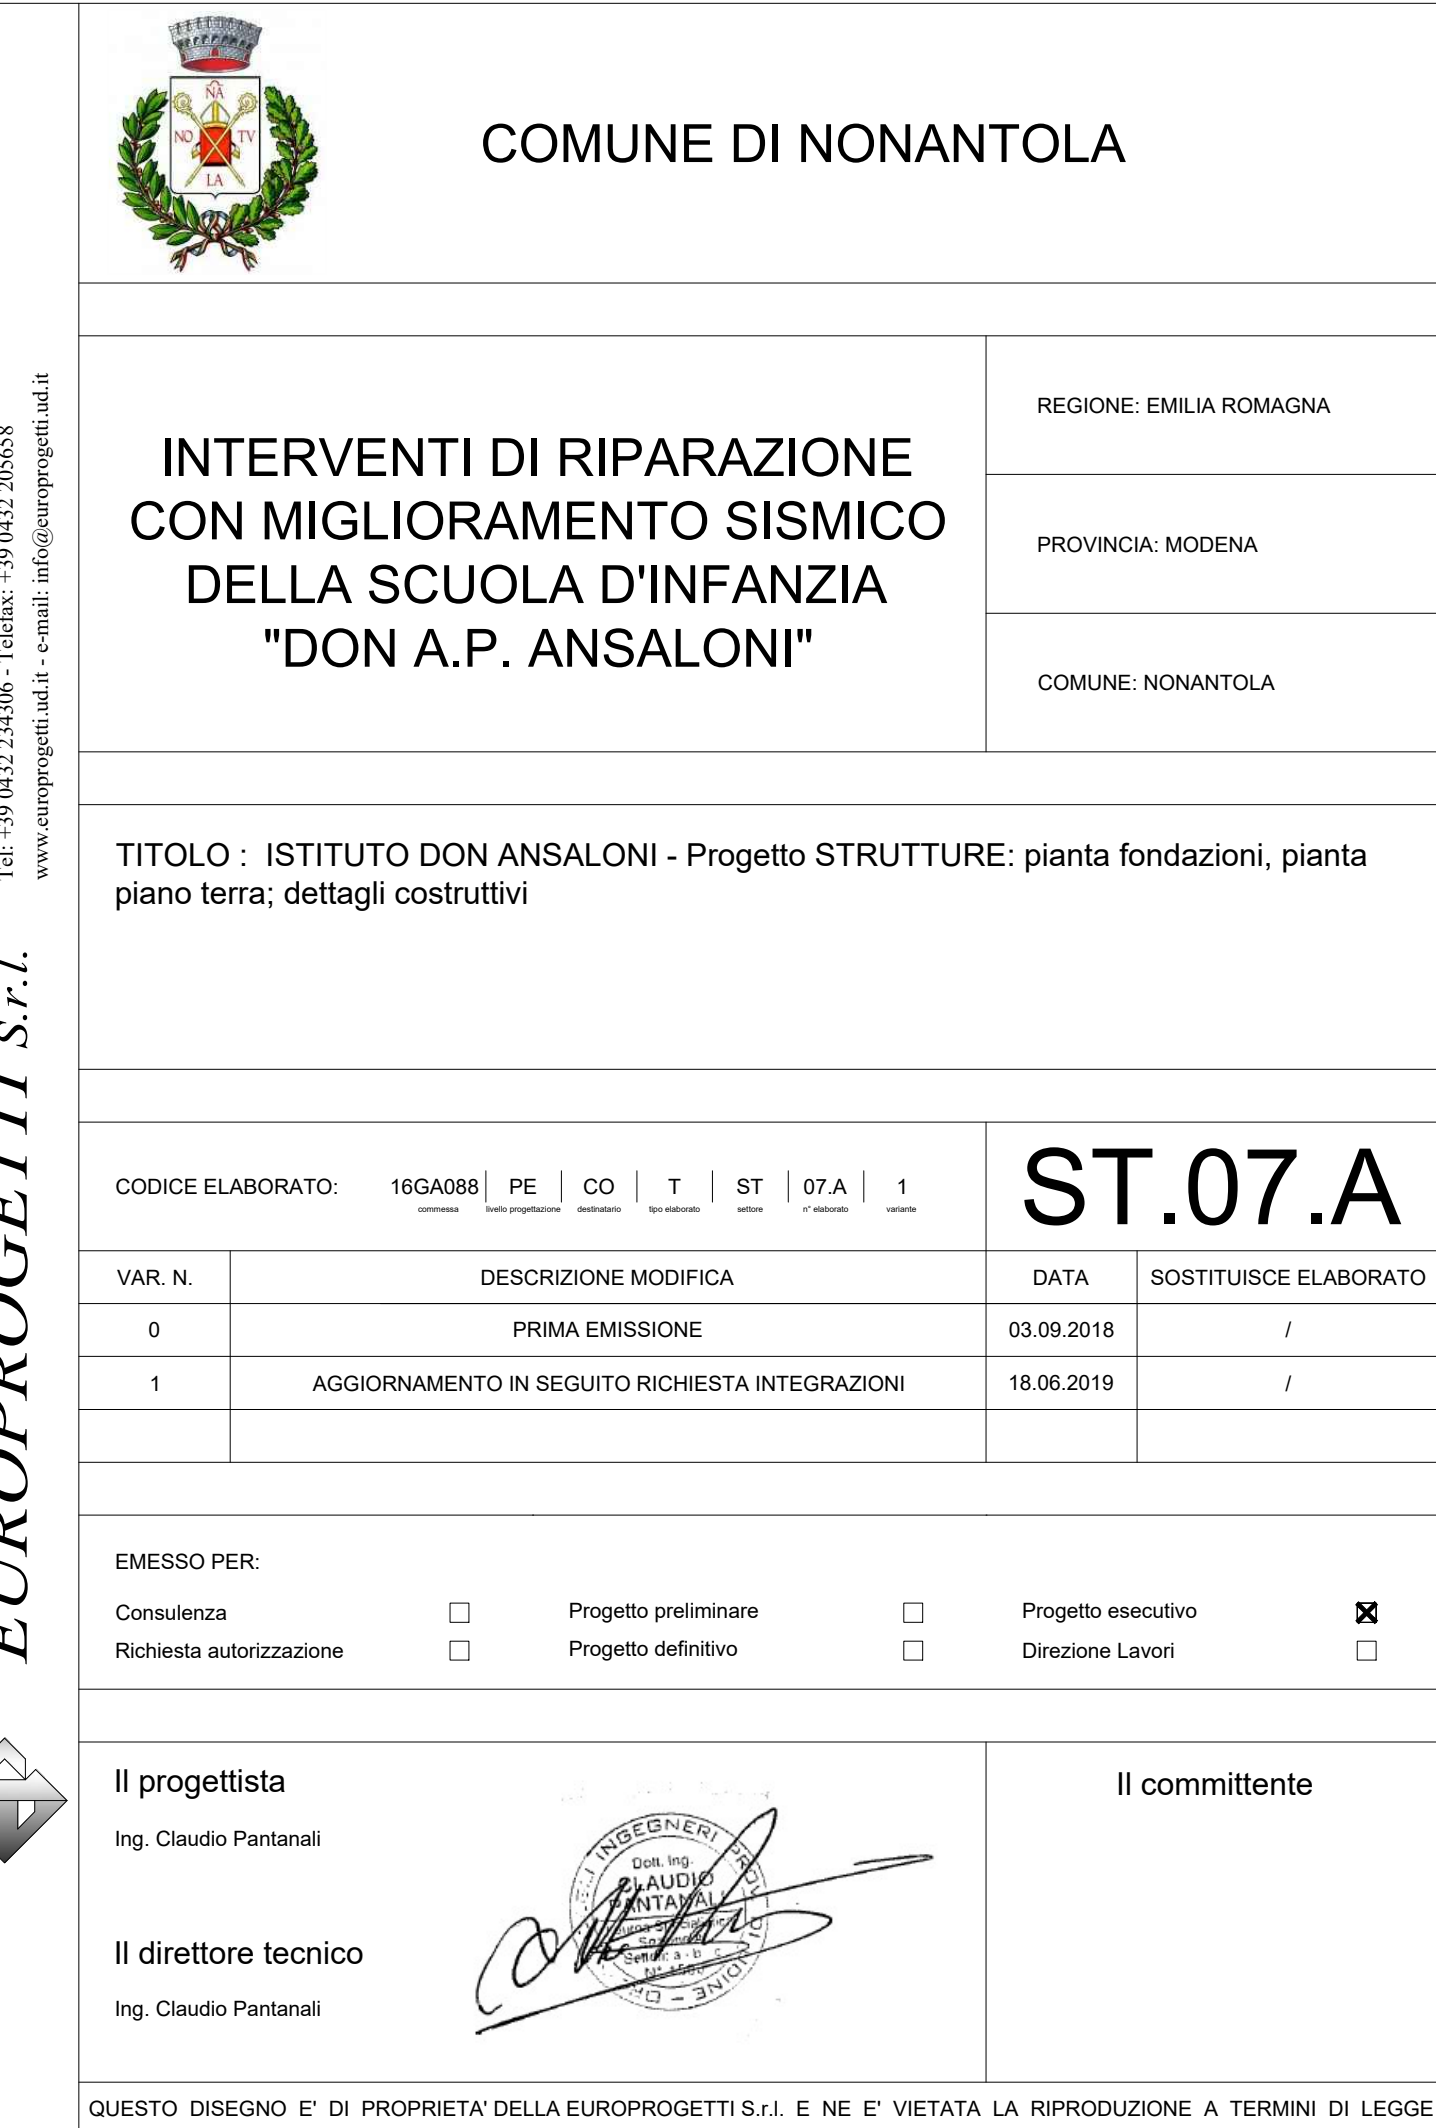 ÑA
NO TV
LA
COMUNE DI NONANTOLA
INTERVENTI DI RIPARAZIONE
CON MIGLIORAMENTO SISMICO
DELLA SCUOLA D'INFANZIA
"DON A.P. ANSALONI"
REGIONE: EMILIA ROMAGNA
PROVINCIA: MODENA
COMUNE: NONANTOLA
Tel: +39 0432 234306 - Telefax: +39 0432 205658
www.europrogetti.ud.it - e-mail: info@europrogetti.ud.it
EUROPROGETTI S.r.l.
TITOLO : ISTITUTO DON ANSALONI - Progetto STRUTTURE: pianta fondazioni, pianta
piano terra; dettagli costruttivi
CODICE ELABORATO: 16GA088 PE CO T ST 07.A 1
commessa livello progettazione destinatario tipo elaborato settore n° elaborato variante
ST.07.A
VAR. N. DESCRIZIONE MODIFICA DATA SOSTITUISCE ELABORATO
0 PRIMA EMISSIONE 03.09.2018 /
1 AGGIORNAMENTO IN SEGUITO RICHIESTA INTEGRAZIONI 18.06.2019 /
EMESSO PER:
Consulenza Progetto preliminare Progetto esecutivo
Richiesta autorizzazione Progetto definitivo Direzione Lavori
Il progettista
Ing. Claudio Pantanali
Il direttore tecnico
Ing. Claudio Pantanali
INGEGNERI PROV. DI UDINE
Dott. Ing.
CLAUDIO
PANTANALI
Settori: a - b - c
Il committente
QUESTO DISEGNO E' DI PROPRIETA' DELLA EUROPROGETTI S.r.l. E NE E' VIETATA LA RIPRODUZIONE A TERMINI DI LEGGE